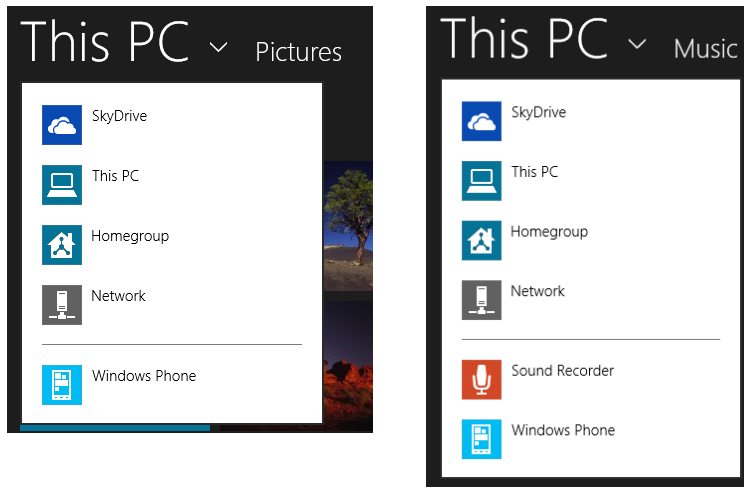 This PC Pictures
SkyDrive
This PC
Homegroup
Network
Windows Phone
This PC Music
SkyDrive
This PC
Homegroup
Network
Sound Recorder
Windows Phone